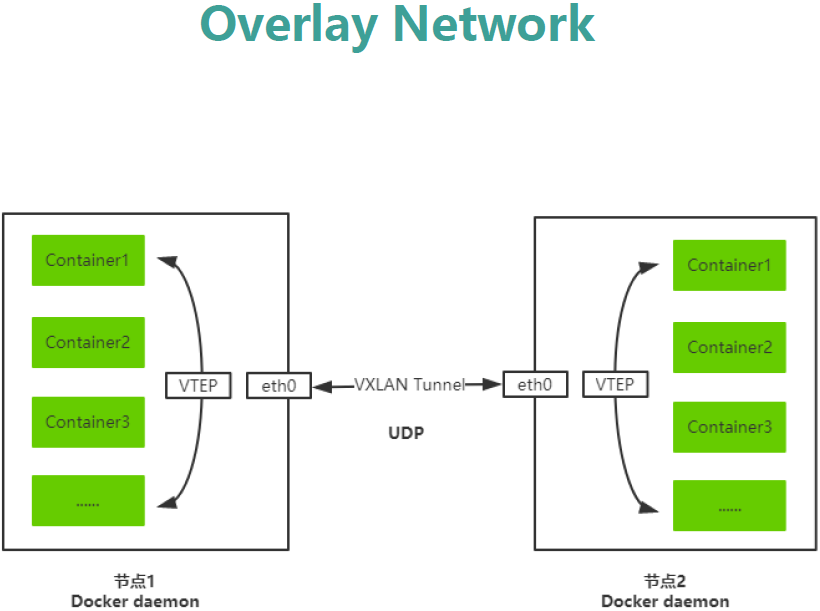 Overlay Network
Container1
Container2
Container3
......
VTEP
eth0
VXLAN Tunnel
UDP
eth0
VTEP
Container1
Container2
Container3
......
节点1
Docker daemon
节点2
Docker daemon